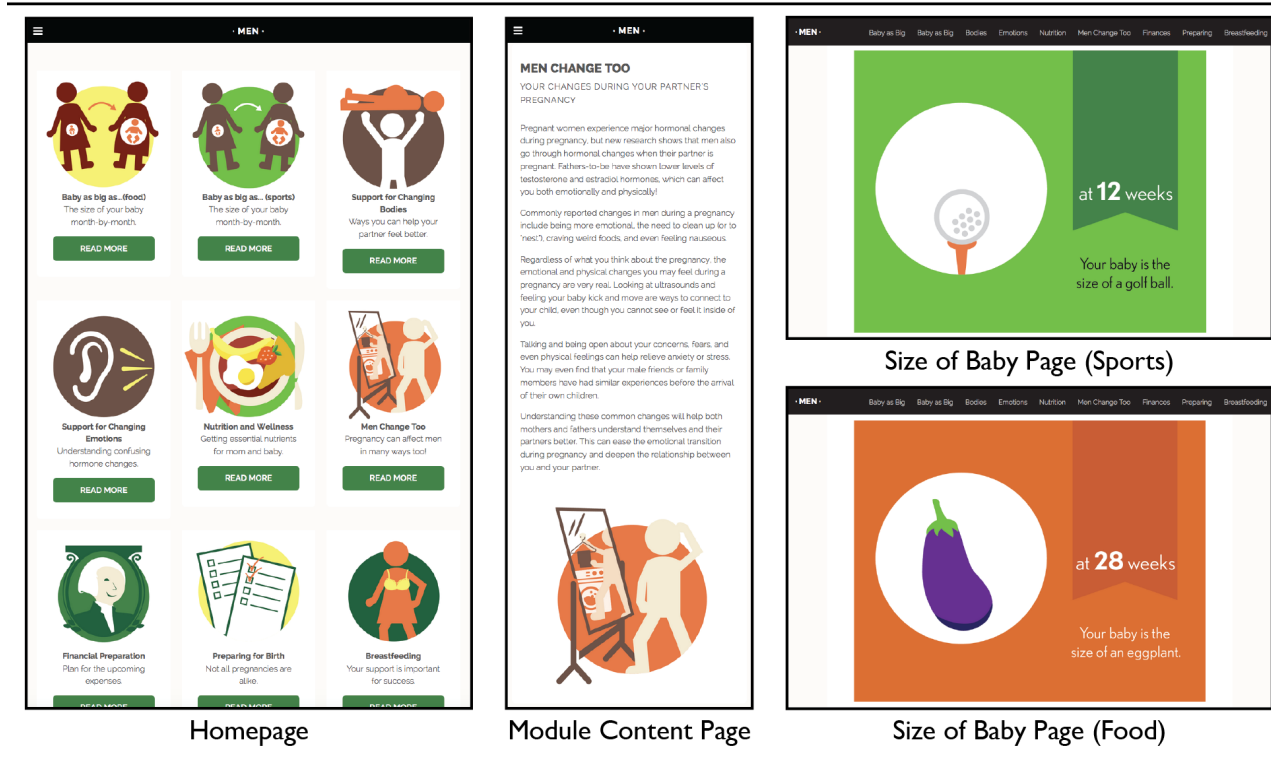 · MEN ·
Baby as big as...(food)
The size of your baby
month-by-month.
READ MORE
Baby as big as... (sports)
The size of your baby
month-by-month.
READ MORE
Support for Changing
Bodies
Ways you can help your
partner feel better.
READ MORE
Support for Changing
Emotions
Understanding confusing
hormone changes.
READ MORE
Nutrition and Wellness
Getting essential nutrients
for mom and baby.
READ MORE
Men Change Too
Pregnancy can affect men
in many ways too!
READ MORE
Financial Preparation
Plan for the upcoming
expenses.
READ MORE
Preparing for Birth
Not all pregnancies are
alike.
READ MORE
Breastfeeding
Your support is important
for success.
READ MORE
Homepage
· MEN ·
MEN CHANGE TOO
YOUR CHANGES DURING YOUR PARTNER'S
PREGNANCY
Pregnant women experience major hormonal changes
during pregnancy, but new research shows that men also
go through hormonal changes when their partner is
pregnant. Fathers-to-be have shown lower levels of
testosterone and estradiol hormones, which can affect
you both emotionally and physically!
Commonly reported changes in men during a pregnancy
include being more emotional, the need to clean up (or to
"nest"), craving weird foods, and even feeling nauseous.
Regardless of what you think about the pregnancy, the
emotional and physical changes you may feel during a
pregnancy are very real. Looking at ultrasounds and
feeling your baby kick and move are ways to connect to
your child, even though you cannot see or feel it inside of
you.
Talking and being open about your concerns, fears, and
even physical feelings can help relieve anxiety or stress.
You may even find that your male friends or family
members have had similar experiences before the arrival
of their own children.
Understanding these common changes will help both
mothers and fathers understand themselves and their
partners better. This can ease the emotional transition
during pregnancy and deepen the relationship between
you and your partner.
Module Content Page
· MEN · Baby as Big Baby as Big Bodies Emotions Nutrition Men Change Too Finances Preparing Breastfeeding
at 12 weeks
Your baby is the
size of a golf ball.
Size of Baby Page (Sports)
· MEN · Baby as Big Baby as Big Bodies Emotions Nutrition Men Change Too Finances Preparing Breastfeeding
at 28 weeks
Your baby is the
size of an eggplant.
Size of Baby Page (Food)